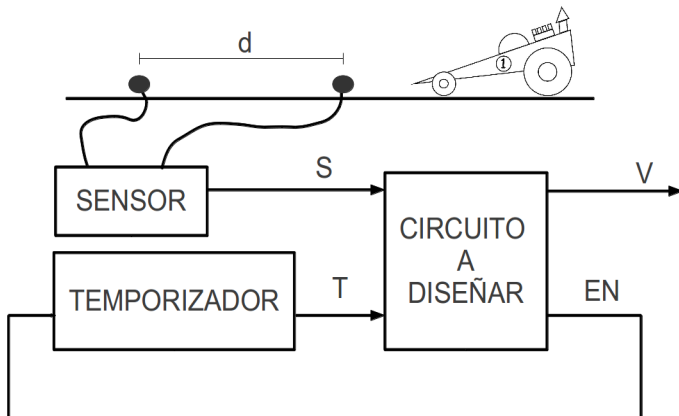 d
1
SENSOR
S
CIRCUITO
A
DISEÑAR
V
TEMPORIZADOR
T
EN